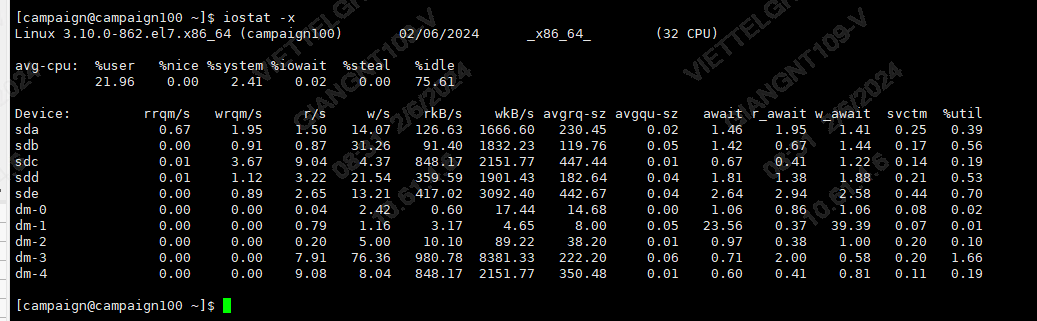 [campaign@campaign100 ~]$ iostat -x
Linux 3.10.0-862.el7.x86_64 (campaign100)        02/06/2024      _x86_64_        (32 CPU)
avg-cpu:  %user   %nice %system %iowait  %steal   %idle
          21.96    0.00    2.41    0.02    0.00   75.61
Device:         rrqm/s   wrqm/s     r/s     w/s    rkB/s    wkB/s avgrq-sz avgqu-sz   await r_await w_await  svctm  %util
sda               0.67     1.95    1.50   14.07   126.63  1666.60   230.45     0.02    1.46    1.95    1.41   0.25   0.39
sdb               0.00     0.91    0.87   31.26    91.40  1832.23   119.76     0.05    1.42    0.67    1.44   0.17   0.56
sdc               0.01     3.67    9.04    4.37   848.17  2151.77   447.44     0.01    0.67    0.41    1.22   0.14   0.19
sdd               0.01     1.12    3.22   21.54   359.59  1901.43   182.64     0.04    1.81    1.38    1.88   0.21   0.53
sde               0.00     0.89    2.65   13.21   417.02  3092.40   442.67     0.04    2.64    2.94    2.58   0.44   0.70
dm-0              0.00     0.00    0.04    2.42     0.60    17.44    14.68     0.00    1.06    0.86    1.06   0.08   0.02
dm-1              0.00     0.00    0.79    1.16     3.17     4.65     8.00     0.05   23.56    0.37   39.39   0.07   0.01
dm-2              0.00     0.00    0.20    5.00    10.10    89.22    38.20     0.01    0.97    0.38    1.00   0.20   0.10
dm-3              0.00     0.00    7.91   76.36   980.78  8381.33   222.20     0.06    0.71    2.00    0.58   0.20   1.66
dm-4              0.00     0.00    9.08    8.04   848.17  2151.77   350.48     0.01    0.60    0.41    0.81   0.11   0.19
[campaign@campaign100 ~]$
VIETTELGNT
GIANGNT109-V
2/6/2024
VIETTELGNT
GIANGNT109-V
2/6/2024